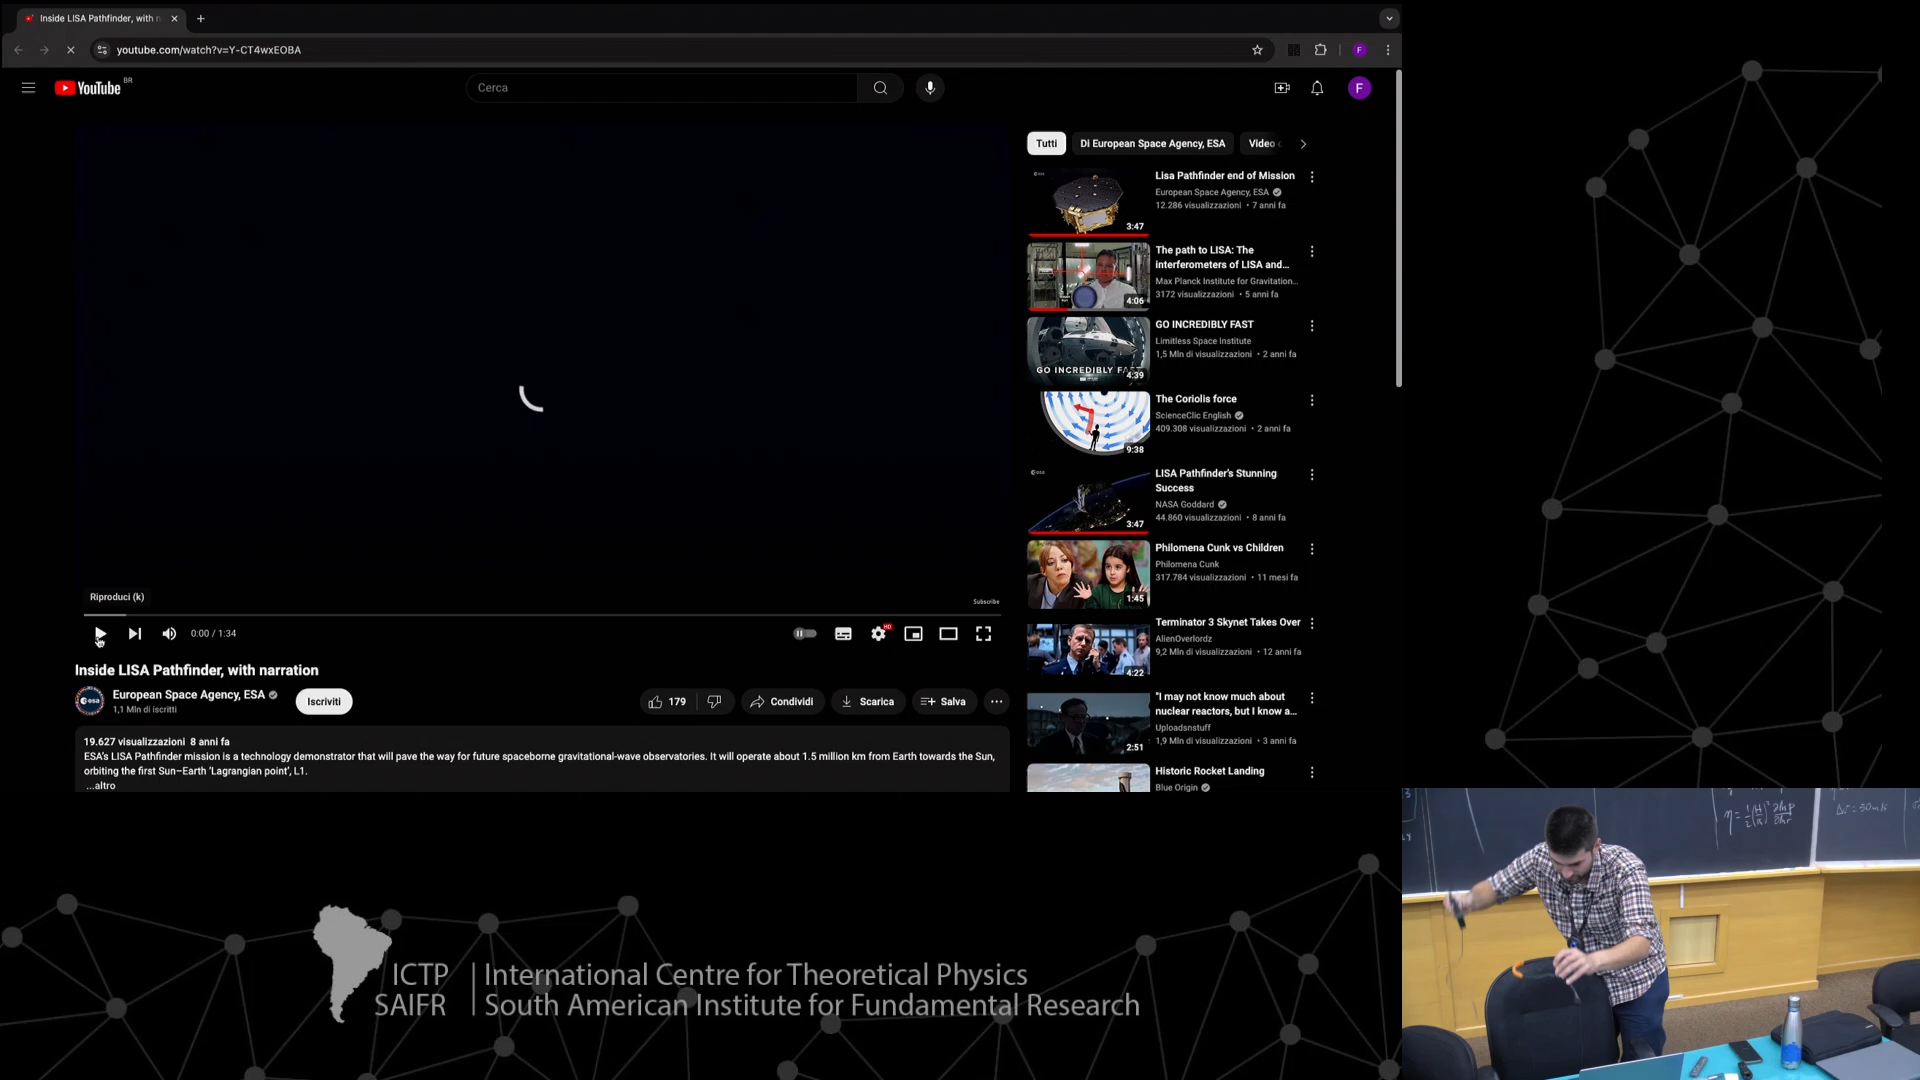 Inside LISA Pathfinder, with n
youtube.com/watch?v=Y-CT4wxEOBA
F
YouTube BR
Cerca
F
Tutti
Di European Space Agency, ESA
Video
Lisa Pathfinder end of Mission
European Space Agency, ESA
12.286 visualizzazioni • 7 anni fa
3:47
The path to LISA: The
interferometers of LISA and...
Max Planck Institute for Gravitation...
3172 visualizzazioni • 5 anni fa
4:06
GO INCREDIBLY FAST
Limitless Space Institute
1,5 Mln di visualizzazioni • 2 anni fa
GO INCREDIBLY FAST
4:39
The Coriolis force
ScienceClic English
409.308 visualizzazioni • 2 anni fa
9:38
esa
LISA Pathfinder's Stunning
Success
NASA Goddard
44.860 visualizzazioni • 8 anni fa
3:47
Philomena Cunk vs Children
Philomena Cunk
317.784 visualizzazioni • 11 mesi fa
1:45
Terminator 3 Skynet Takes Over
AlienOverlordz
9,2 Mln di visualizzazioni • 12 anni fa
4:22
"I may not know much about
nuclear reactors, but I know a...
Uploadsnstuff
1,9 Mln di visualizzazioni • 3 anni fa
2:51
Historic Rocket Landing
Blue Origin
Riproduci (k)
Subscribe
0:00 / 1:34
HD
Inside LISA Pathfinder, with narration
esa
European Space Agency, ESA
1,1 Mln di iscritti
Iscriviti
179
Condividi
Scarica
Salva
19.627 visualizzazioni 8 anni fa
ESA's LISA Pathfinder mission is a technology demonstrator that will pave the way for future spaceborne gravitational-wave observatories. It will operate about 1.5 million km from Earth towards the Sun,
orbiting the first Sun–Earth 'Lagrangian point', L1.
...altro
ICTP | International Centre for Theoretical Physics
SAIFR | South American Institute for Fundamental Research